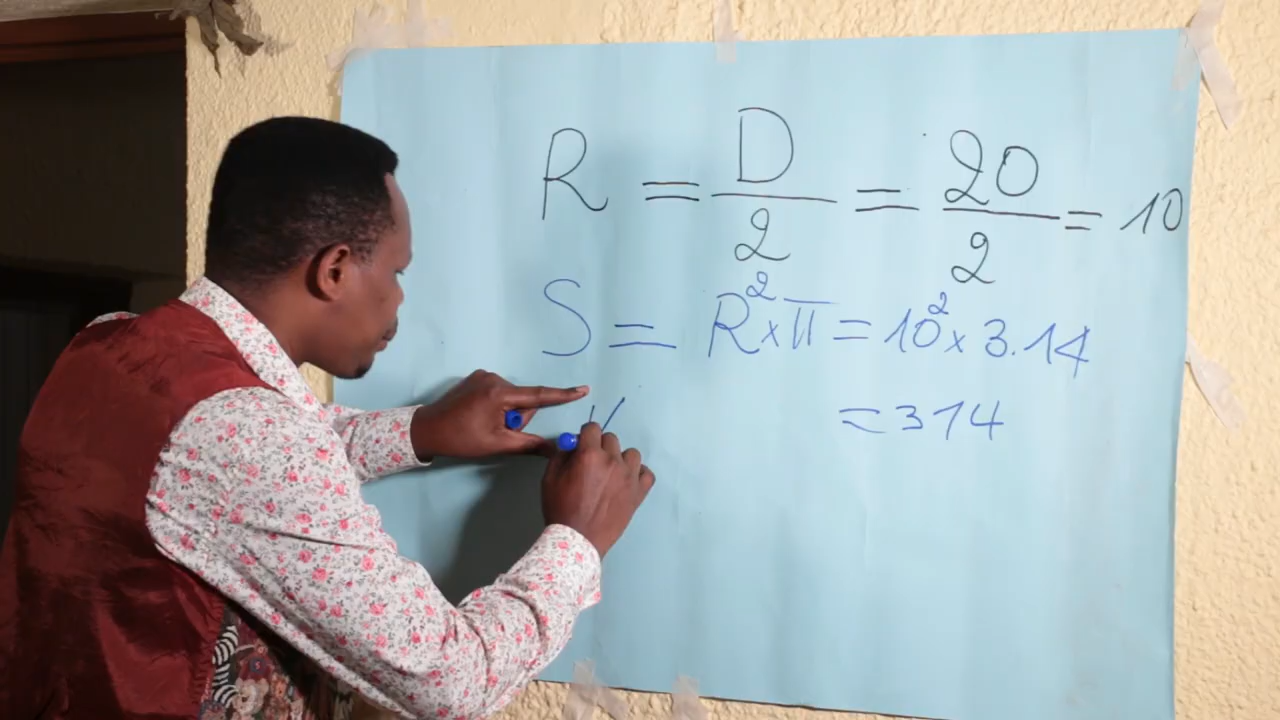 R = D/2 = 20/2 = 10
S = R² x π = 10² x 3.14
= 314
V